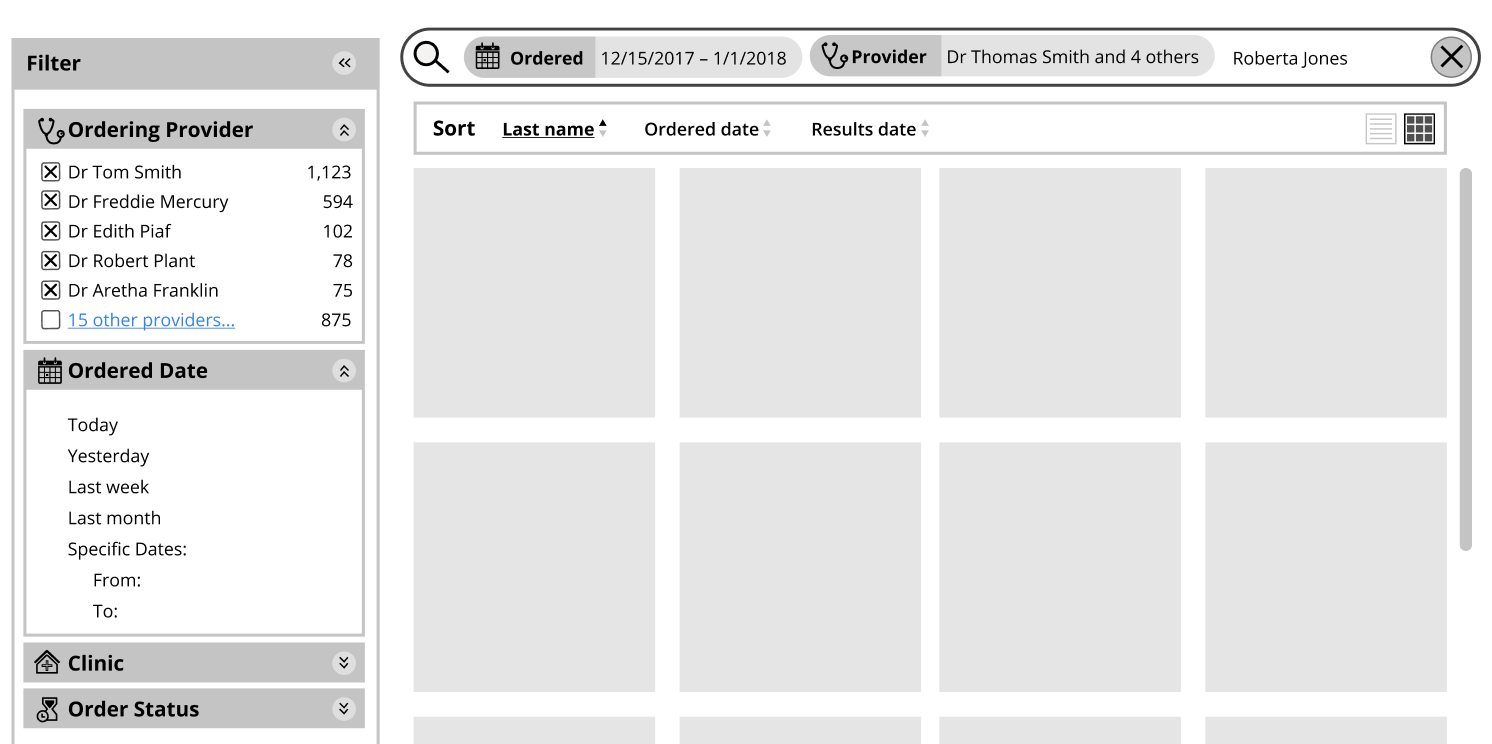 Filter
Ordering Provider
Dr Tom Smith 1,123
Dr Freddie Mercury 594
Dr Edith Piaf 102
Dr Robert Plant 78
Dr Aretha Franklin 75
15 other providers... 875
Ordered Date
Today
Yesterday
Last week
Last month
Specific Dates:
From:
To:
Clinic
Order Status
Ordered 12/15/2017 – 1/1/2018 Provider Dr Thomas Smith and 4 others Roberta Jones
Sort Last name Ordered date Results date